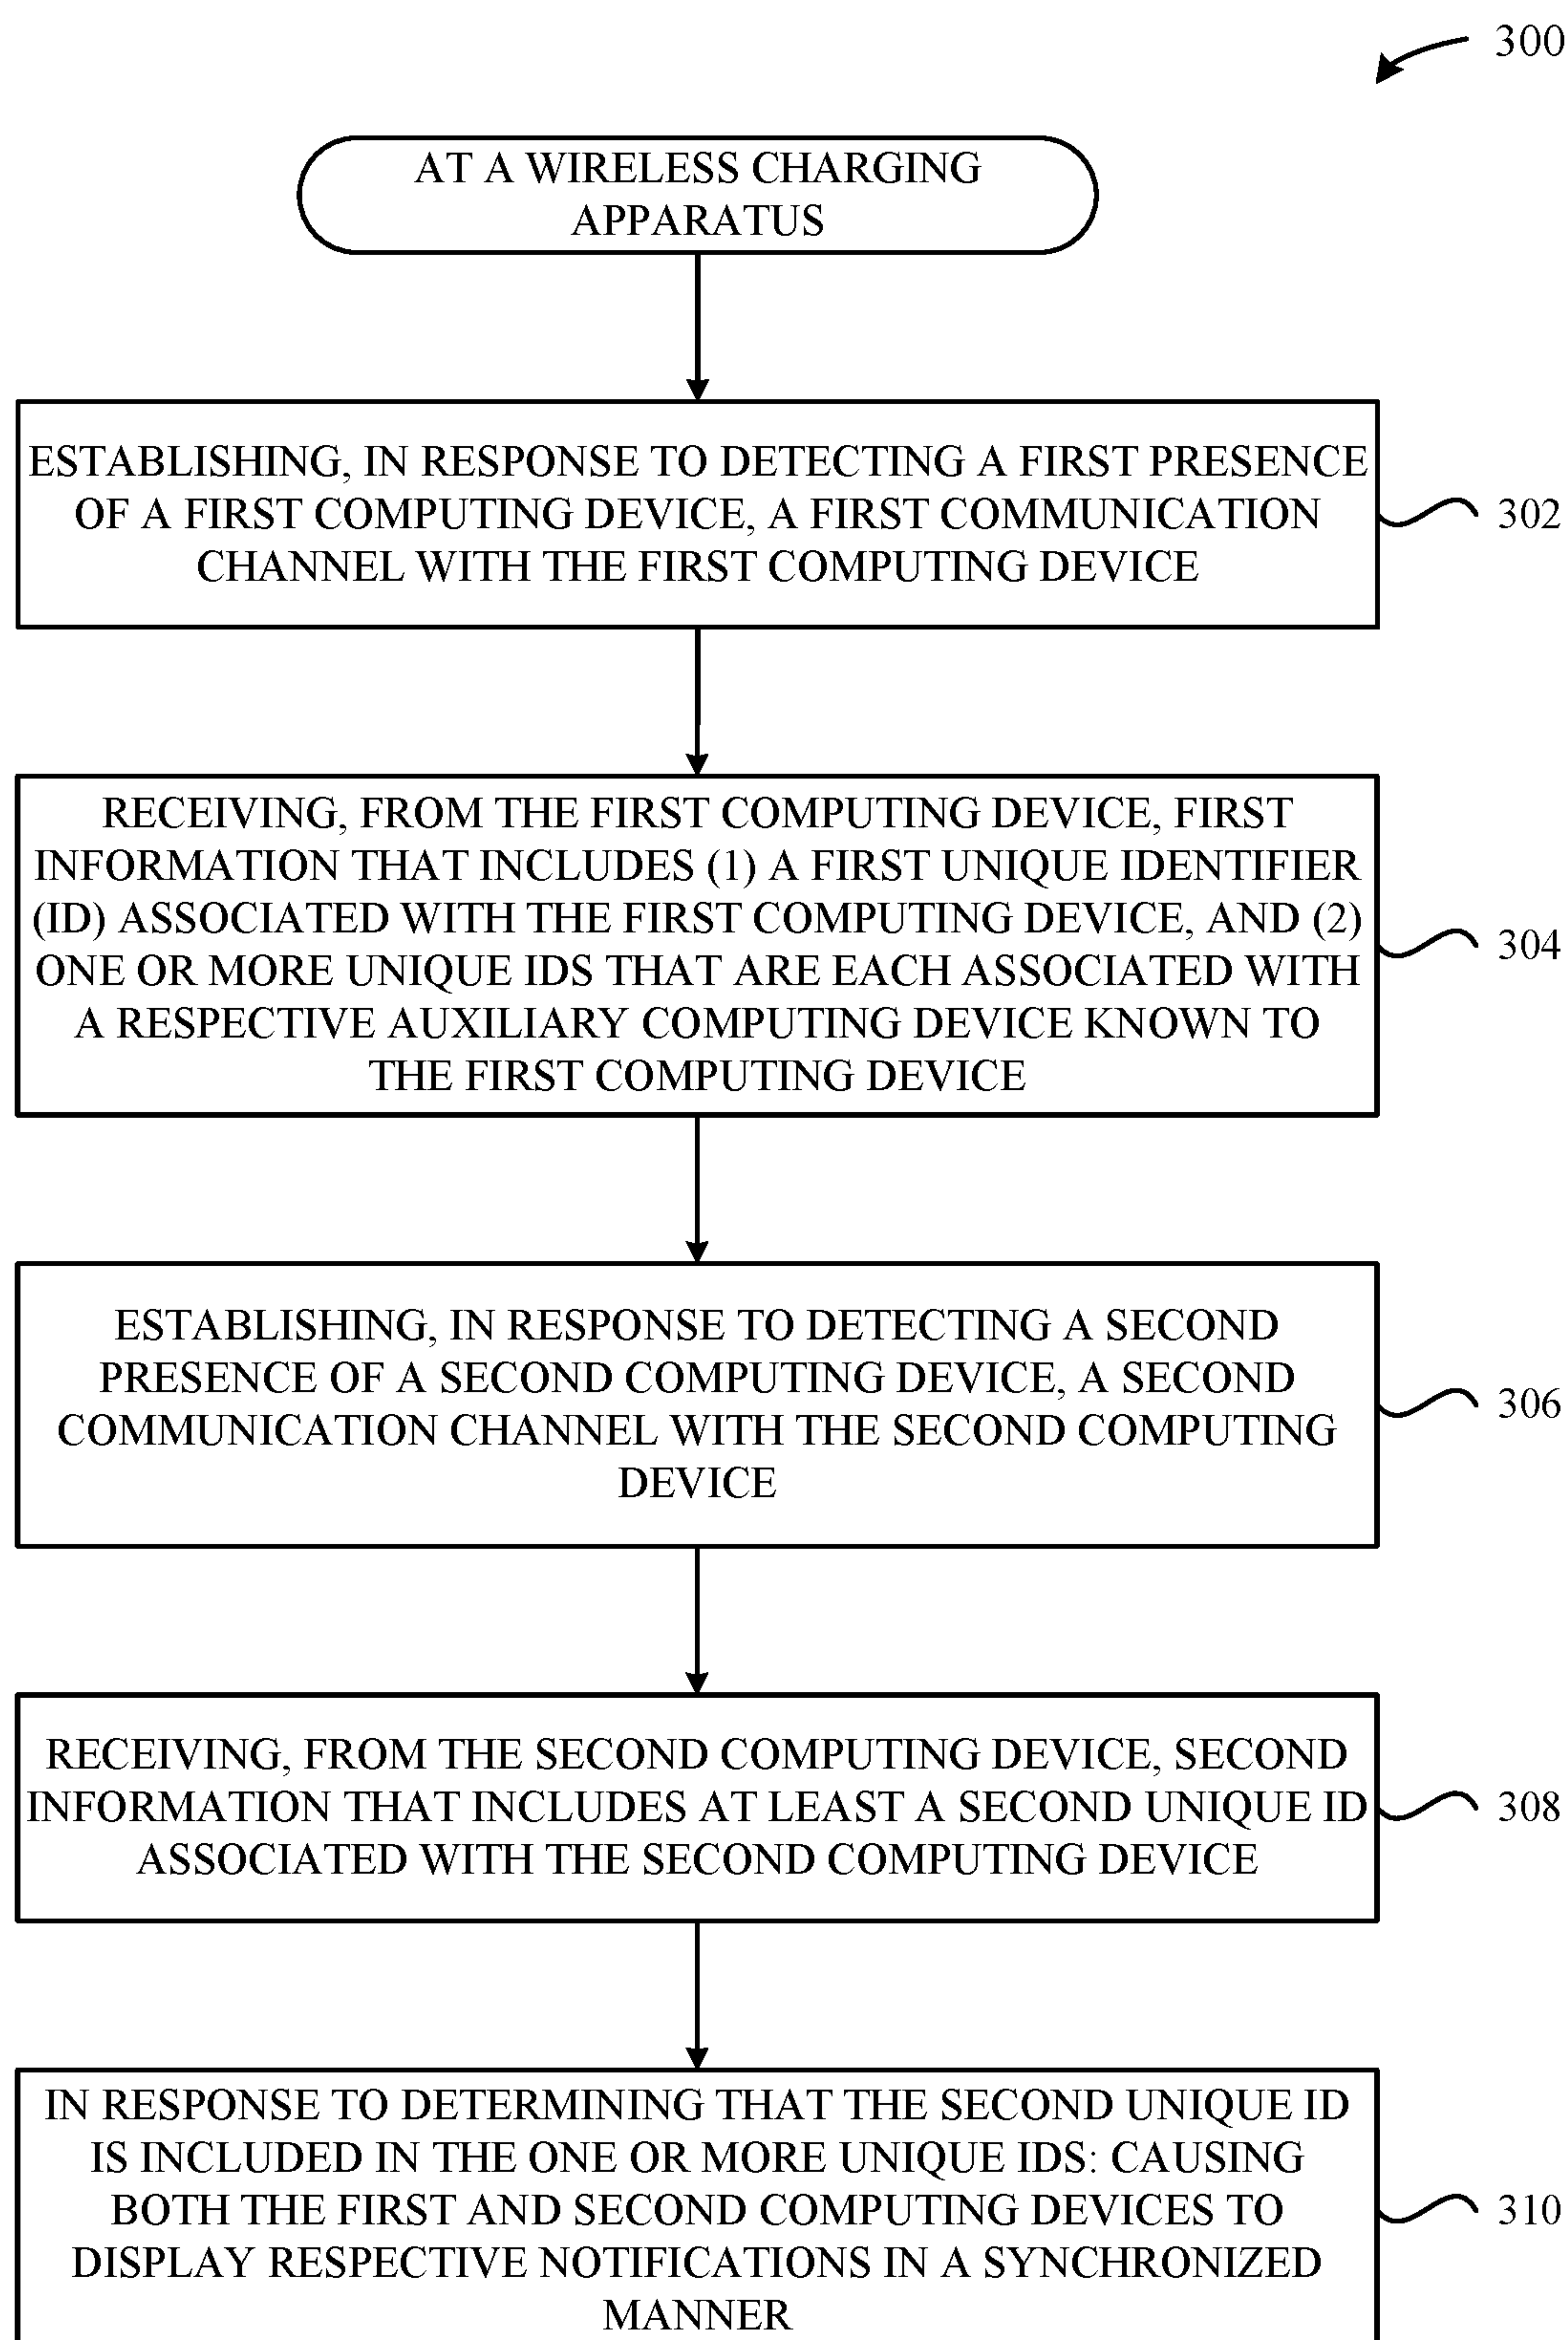 300
AT A WIRELESS CHARGING
APPARATUS
ESTABLISHING, IN RESPONSE TO DETECTING A FIRST PRESENCE
OF A FIRST COMPUTING DEVICE, A FIRST COMMUNICATION
CHANNEL WITH THE FIRST COMPUTING DEVICE
302
RECEIVING, FROM THE FIRST COMPUTING DEVICE, FIRST
INFORMATION THAT INCLUDES (1) A FIRST UNIQUE IDENTIFIER
(ID) ASSOCIATED WITH THE FIRST COMPUTING DEVICE, AND (2)
ONE OR MORE UNIQUE IDS THAT ARE EACH ASSOCIATED WITH
A RESPECTIVE AUXILIARY COMPUTING DEVICE KNOWN TO
THE FIRST COMPUTING DEVICE
304
ESTABLISHING, IN RESPONSE TO DETECTING A SECOND
PRESENCE OF A SECOND COMPUTING DEVICE, A SECOND
COMMUNICATION CHANNEL WITH THE SECOND COMPUTING
DEVICE
306
RECEIVING, FROM THE SECOND COMPUTING DEVICE, SECOND
INFORMATION THAT INCLUDES AT LEAST A SECOND UNIQUE ID
ASSOCIATED WITH THE SECOND COMPUTING DEVICE
308
IN RESPONSE TO DETERMINING THAT THE SECOND UNIQUE ID
IS INCLUDED IN THE ONE OR MORE UNIQUE IDS: CAUSING
BOTH THE FIRST AND SECOND COMPUTING DEVICES TO
DISPLAY RESPECTIVE NOTIFICATIONS IN A SYNCHRONIZED
MANNER
310